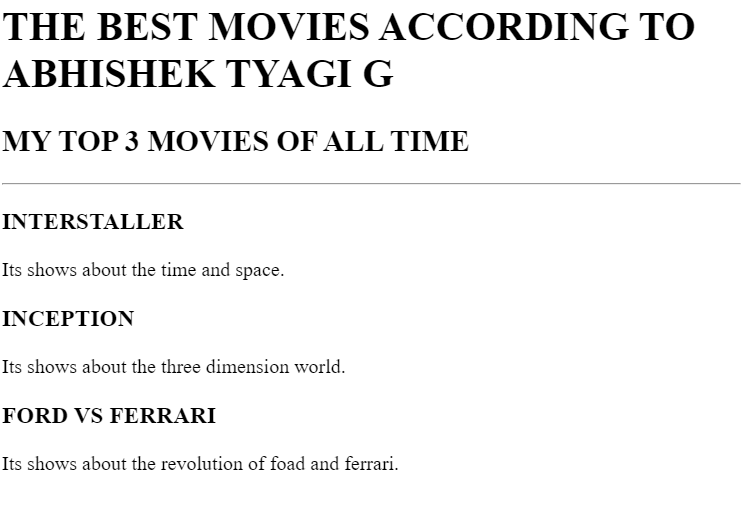 THE BEST MOVIES ACCORDING TO
ABHISHEK TYAGI G
MY TOP 3 MOVIES OF ALL TIME
INTERSTALLER
Its shows about the time and space.
INCEPTION
Its shows about the three dimension world.
FORD VS FERRARI
Its shows about the revolution of foad and ferrari.